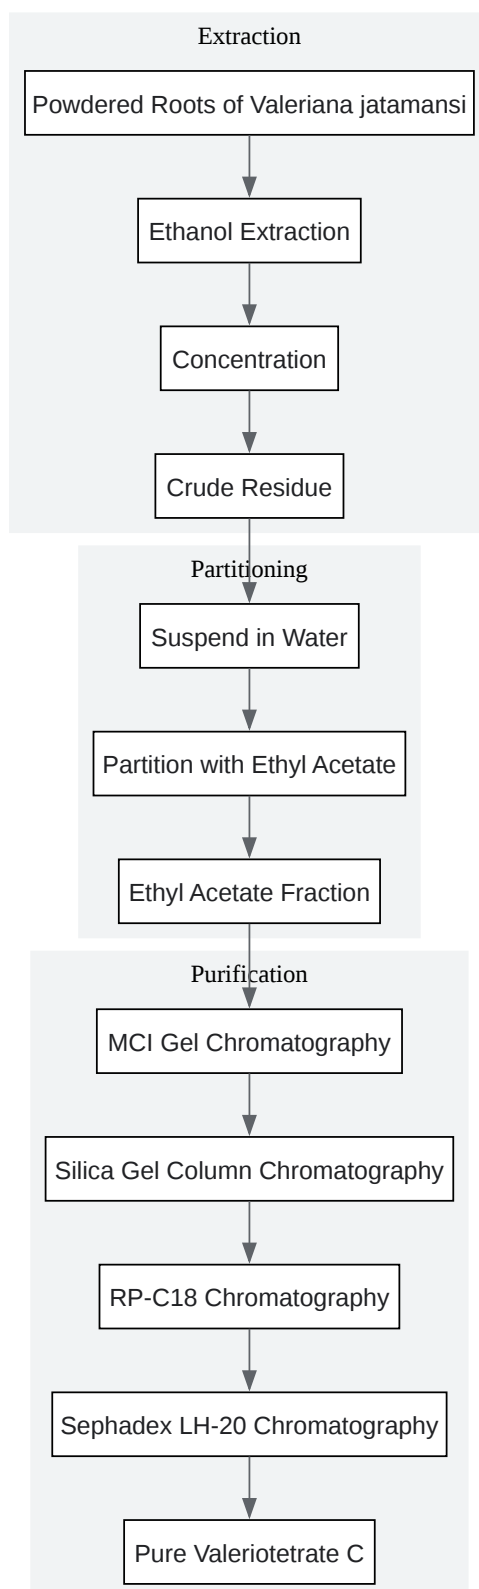 Extraction
Powdered Roots of Valeriana jatamansi
Ethanol Extraction
Concentration
Crude Residue
Partitioning
Suspend in Water
Partition with Ethyl Acetate
Ethyl Acetate Fraction
Purification
MCI Gel Chromatography
Silica Gel Column Chromatography
RP-C18 Chromatography
Sephadex LH-20 Chromatography
Pure Valeriotetrate C